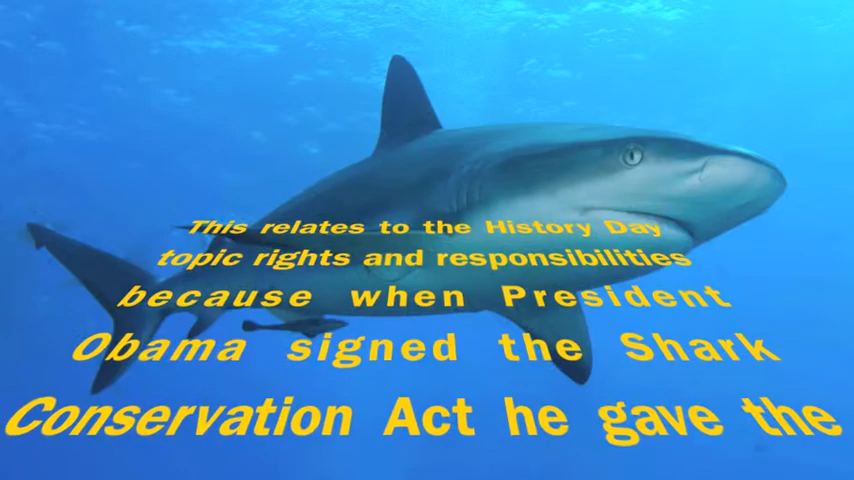 This relates to the History Day
topic rights and responsibilities
because when President
Obama signed the Shark
Conservation Act he gave the